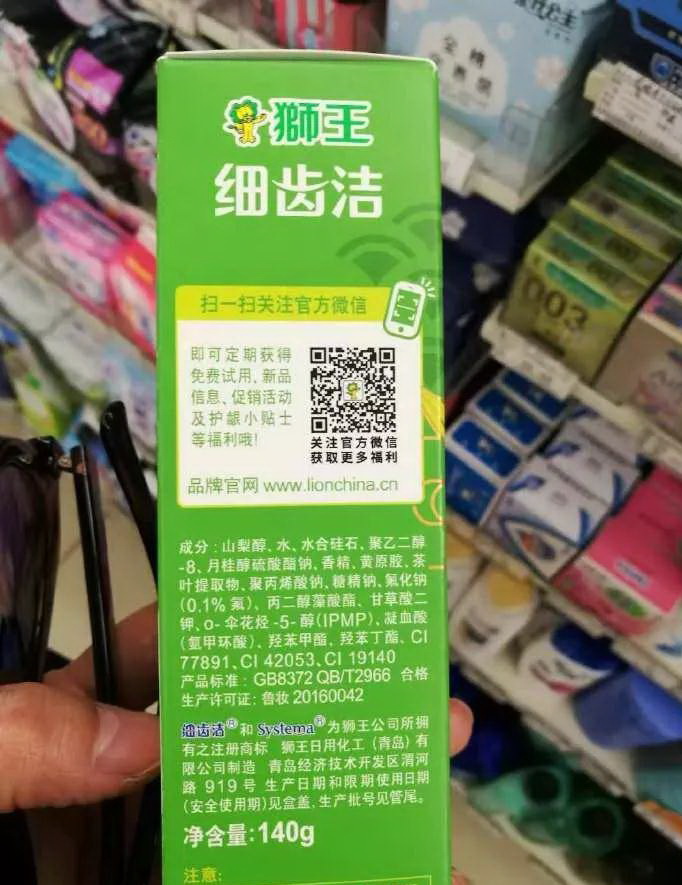 獅王
细齿洁
扫一扫关注官方微信
即可定期获得
免费试用、新品
信息、促销活动
及护龈小贴士
等福利哦!
关注官方微信
获取更多福利
品牌官网 www.lionchina.cn
成分：山梨醇、水、水合硅石、聚乙二醇
-8、月桂醇硫酸酯钠、香精、黄原胶、茶
叶提取物、聚丙烯酸钠、糖精钠、氟化钠
(0.1% 氟)、丙二醇藻酸酯、甘草酸二
钾、o- 伞花烃 -5- 醇(IPMP)、凝血酸
(氨甲环酸)、羟苯甲酯、羟苯丁酯、CI
77891、CI 42053、CI 19140
产品标准：GB8372 QB/T2966 合格
生产许可证: 鲁妆 20160042
细齿洁® 和 Systema® 为狮王公司所拥
有之注册商标 狮王日用化工（青岛）有
限公司制造 青岛经济技术开发区渭河
路 919 号 生产日期和限期使用日期
(安全使用期)见盒盖，生产批号见管尾。
净含量: 140g
注意:
003
全棉